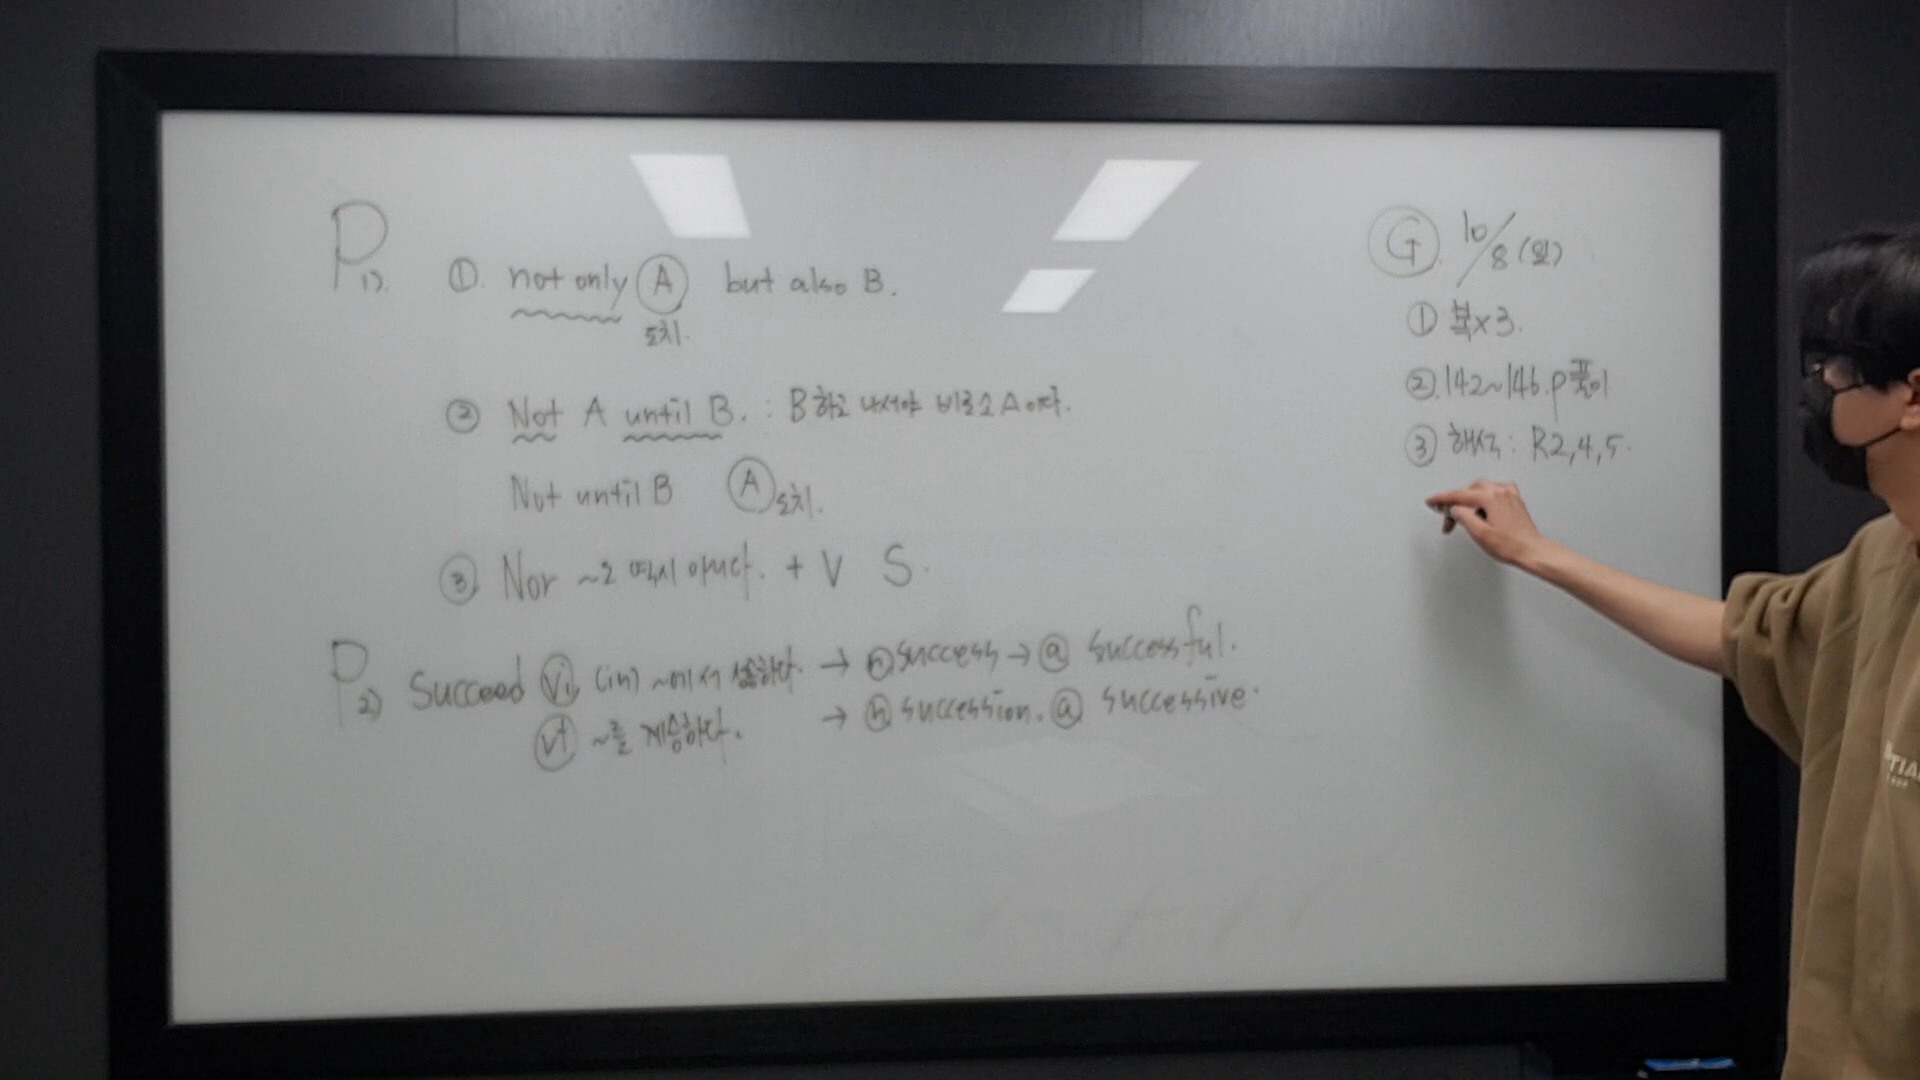 P 1). ① not only Ⓐ but also B.
도치.
② Not A until B. : B하고 나서야 비로소 A이다.
Not until B Ⓐ 도치.
③ Nor ~도 역시 아니다. + V S.
P 2) Succeed ⓥi (in) ~에서 성공하다. → ⓝ success → ⓐ successful.
ⓥt ~를 계승하다. → ⓝ succession. ⓐ successive.
Ⓖ 10/8 (월)
① 복x3.
② 142~146.p 풀이
③ 해석: R2,4,5.